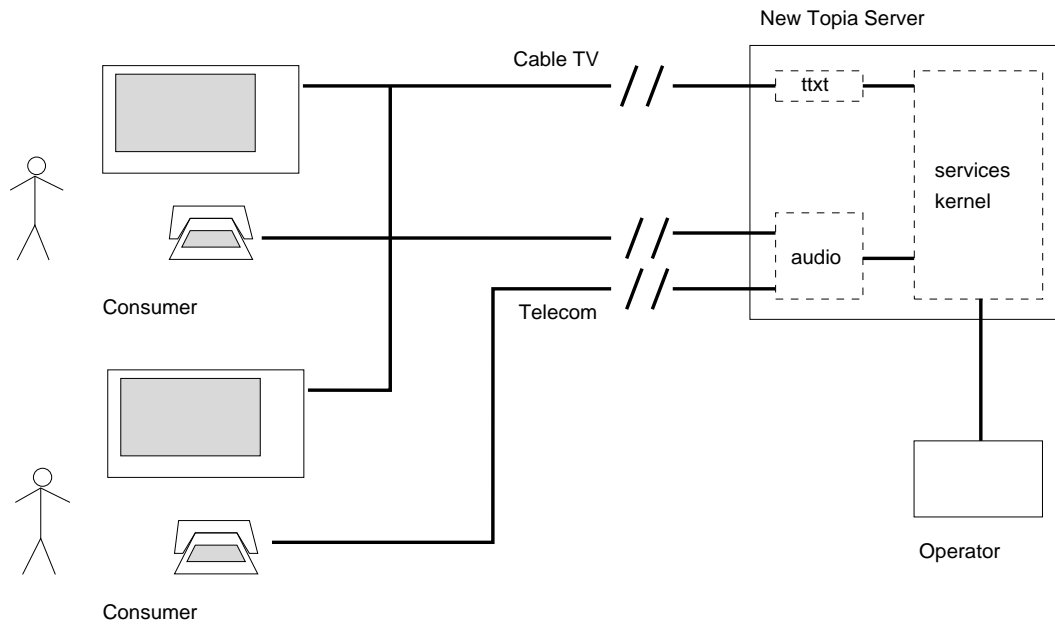 New Topia Server
Cable TV
ttxt
services
kernel
audio
Consumer
Telecom
Operator
Consumer